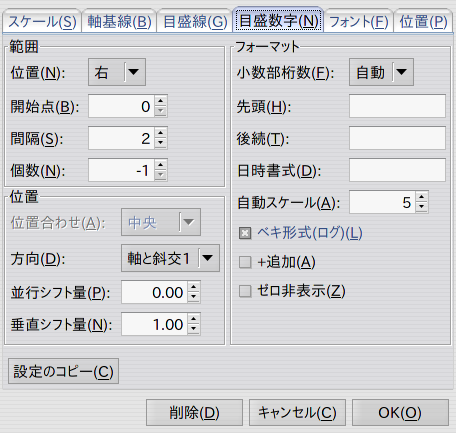 スケール(S) 軸基線(B) 目盛線(G) 目盛数字(N) フォント(F) 位置(P)
範囲
位置(N): 右
開始点(B): 0
間隔(S): 2
個数(N): -1
位置
位置合わせ(A): 中央
方向(D): 軸と斜交1
並行シフト量(P): 0.00
垂直シフト量(N): 1.00
フォーマット
小数部桁数(F): 自動
先頭(H):
後続(T):
日時書式(D):
自動スケール(A): 5
ベキ形式(ログ)(L)
+追加(A)
ゼロ非表示(Z)
設定のコピー(C)
削除(D) キャンセル(C) OK(O)